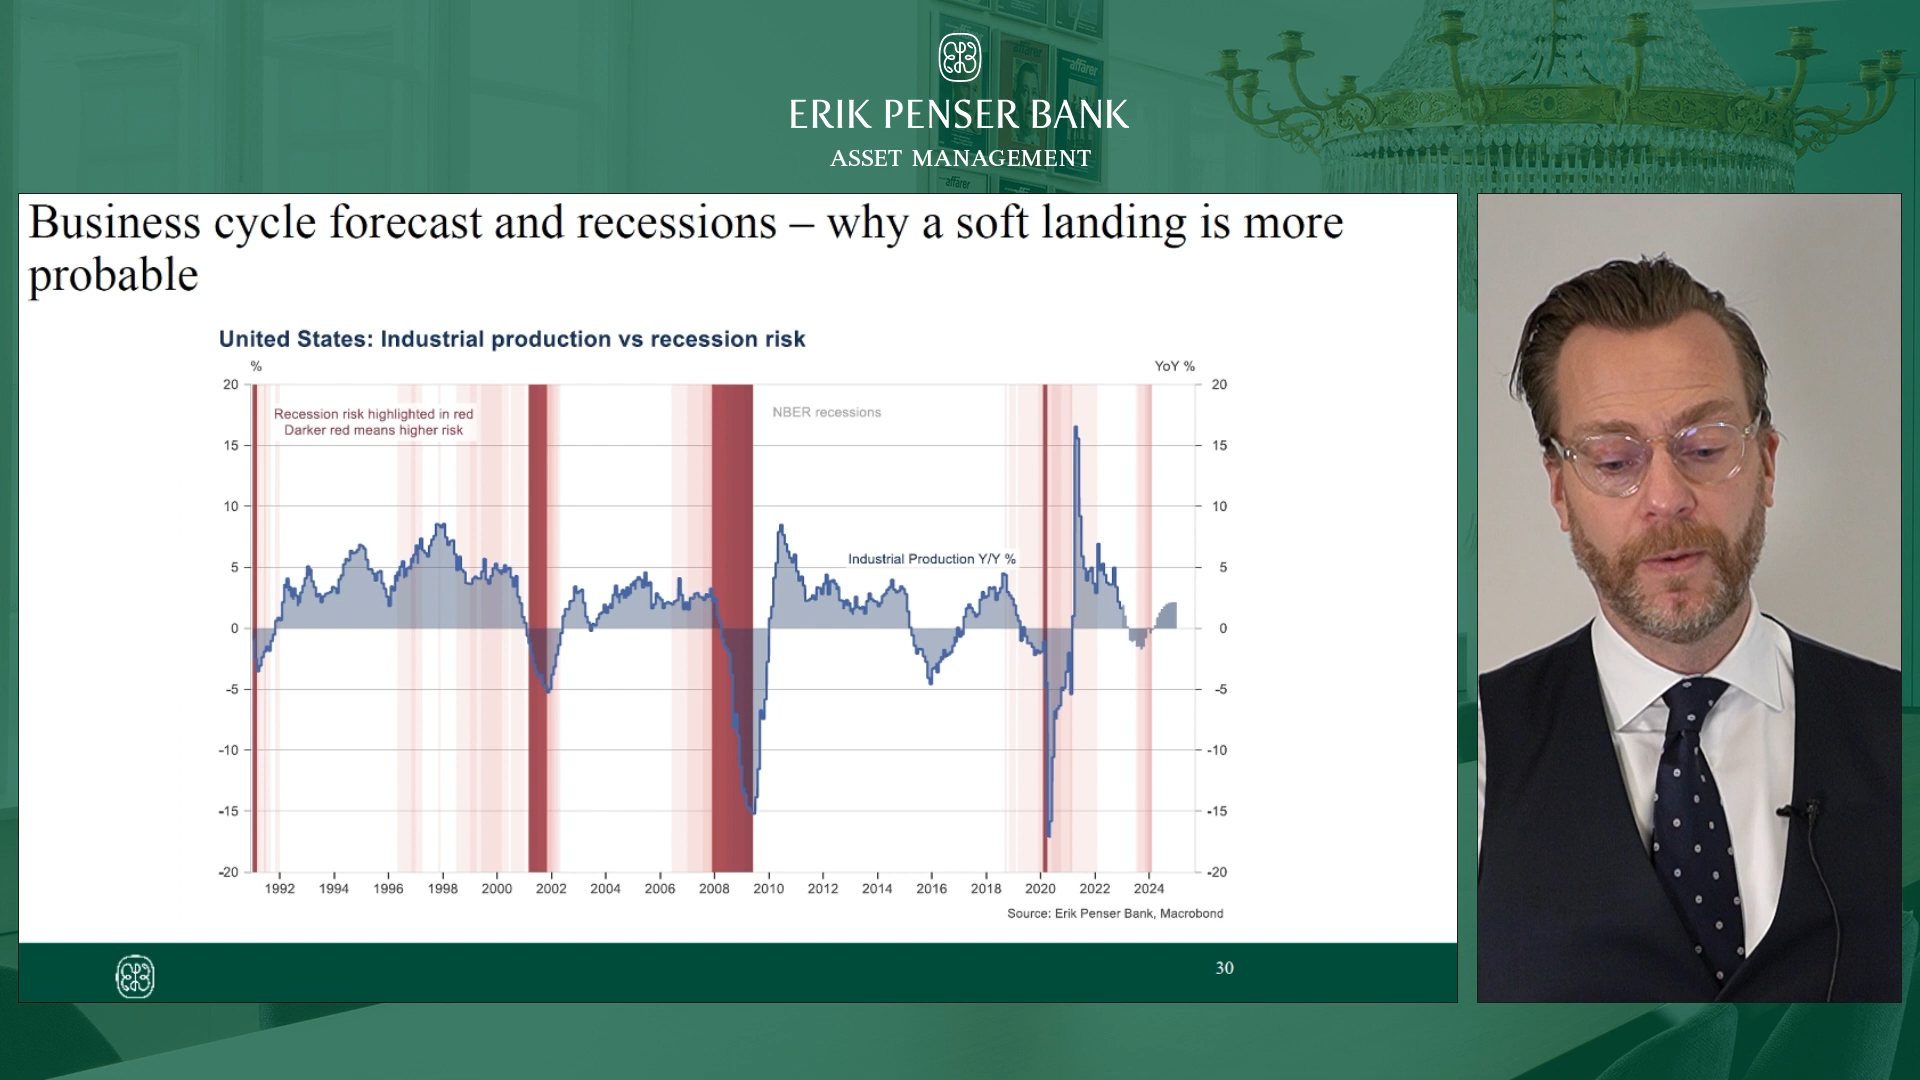 affärer
affärer
affärer
ERIK PENSER BANK
ASSET MANAGEMENT
Business cycle forecast and recessions – why a soft landing is more
probable
United States: Industrial production vs recession risk
%
YoY %
20
20
Recession risk highlighted in red
Darker red means higher risk
NBER recessions
15
15
10
10
Industrial Production Y/Y %
5
5
0
0
-5
-5
-10
-10
-15
-15
-20
-20
1992 1994 1996 1998 2000 2002 2004 2006 2008 2010 2012 2014 2016 2018 2020 2022 2024
Source: Erik Penser Bank, Macrobond
30